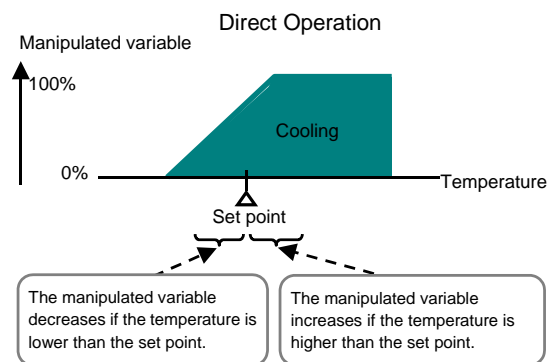 Direct Operation
Manipulated variable
100%
Cooling
0%
Temperature
Set point
The manipulated variable
decreases if the temperature is
lower than the set point.
The manipulated variable
increases if the temperature is
higher than the set point.